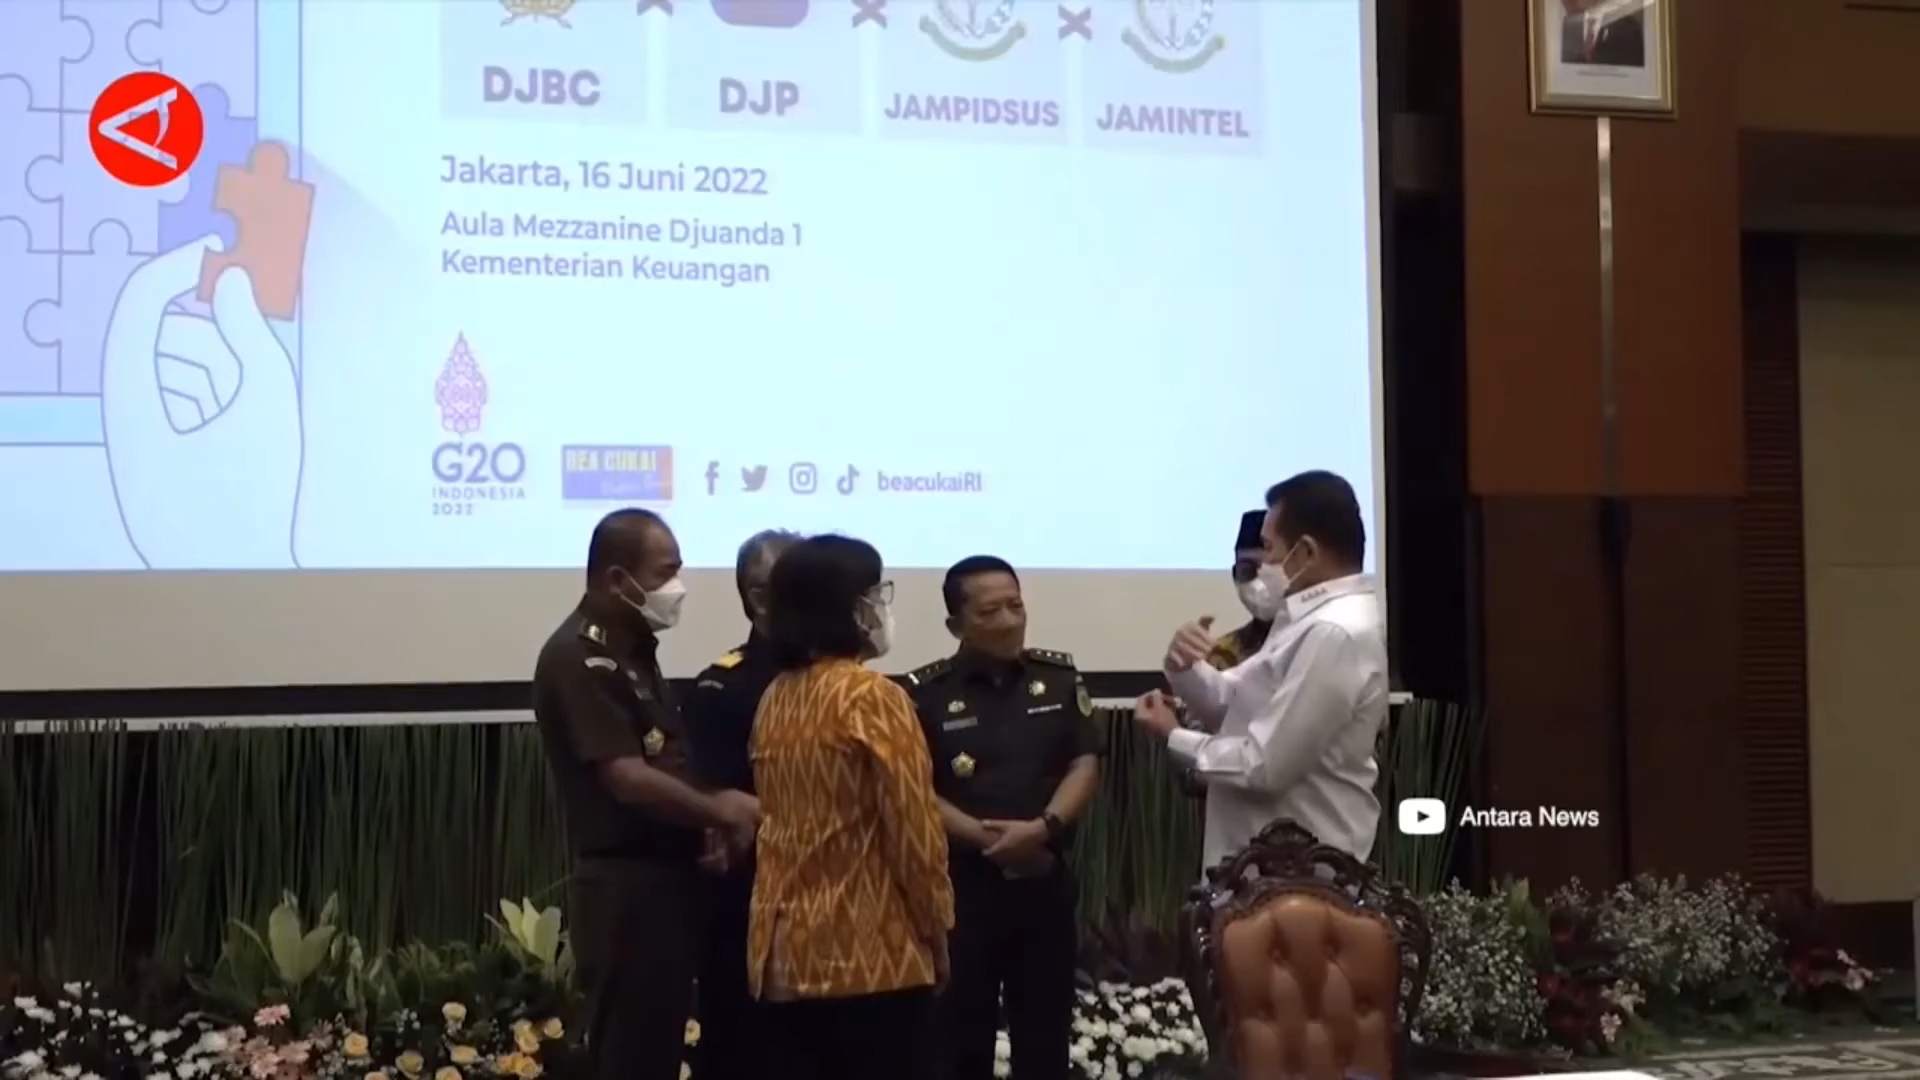 DJBC
DJP
JAMPIDSUS
JAMINTEL
Jakarta, 16 Juni 2022
Aula Mezzanine Djuanda 1
Kementerian Keuangan
G20
INDONESIA
2022
BEA CUKAI
beacukaiRI
Antara News